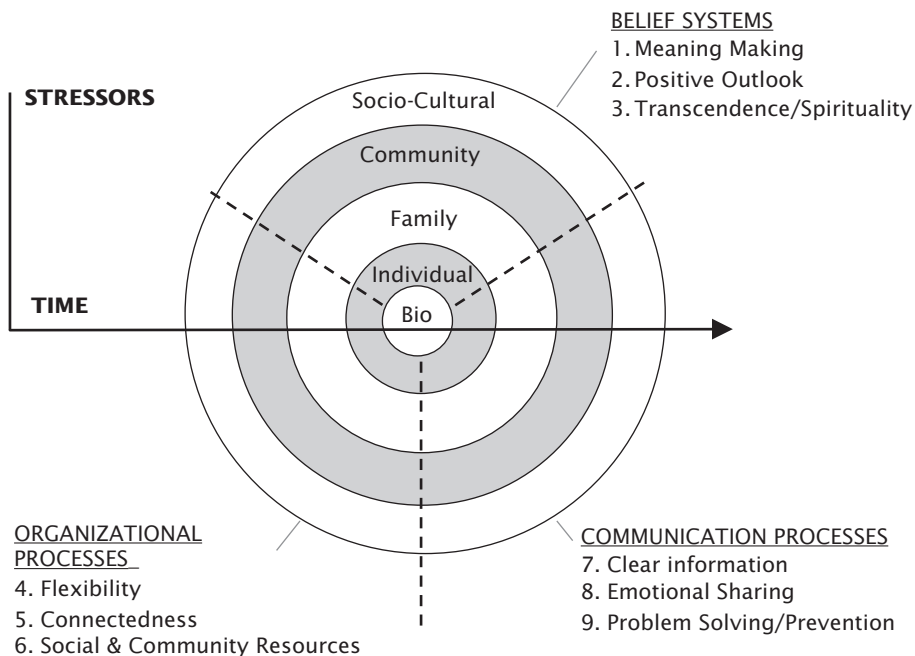 BELIEF SYSTEMS
1. Meaning Making
2. Positive Outlook
3. Transcendence/Spirituality
STRESSORS
Socio-Cultural
Community
Family
Individual
TIME
Bio
ORGANIZATIONAL
PROCESSES
4. Flexibility
5. Connectedness
6. Social & Community Resources
COMMUNICATION PROCESSES
7. Clear information
8. Emotional Sharing
9. Problem Solving/Prevention